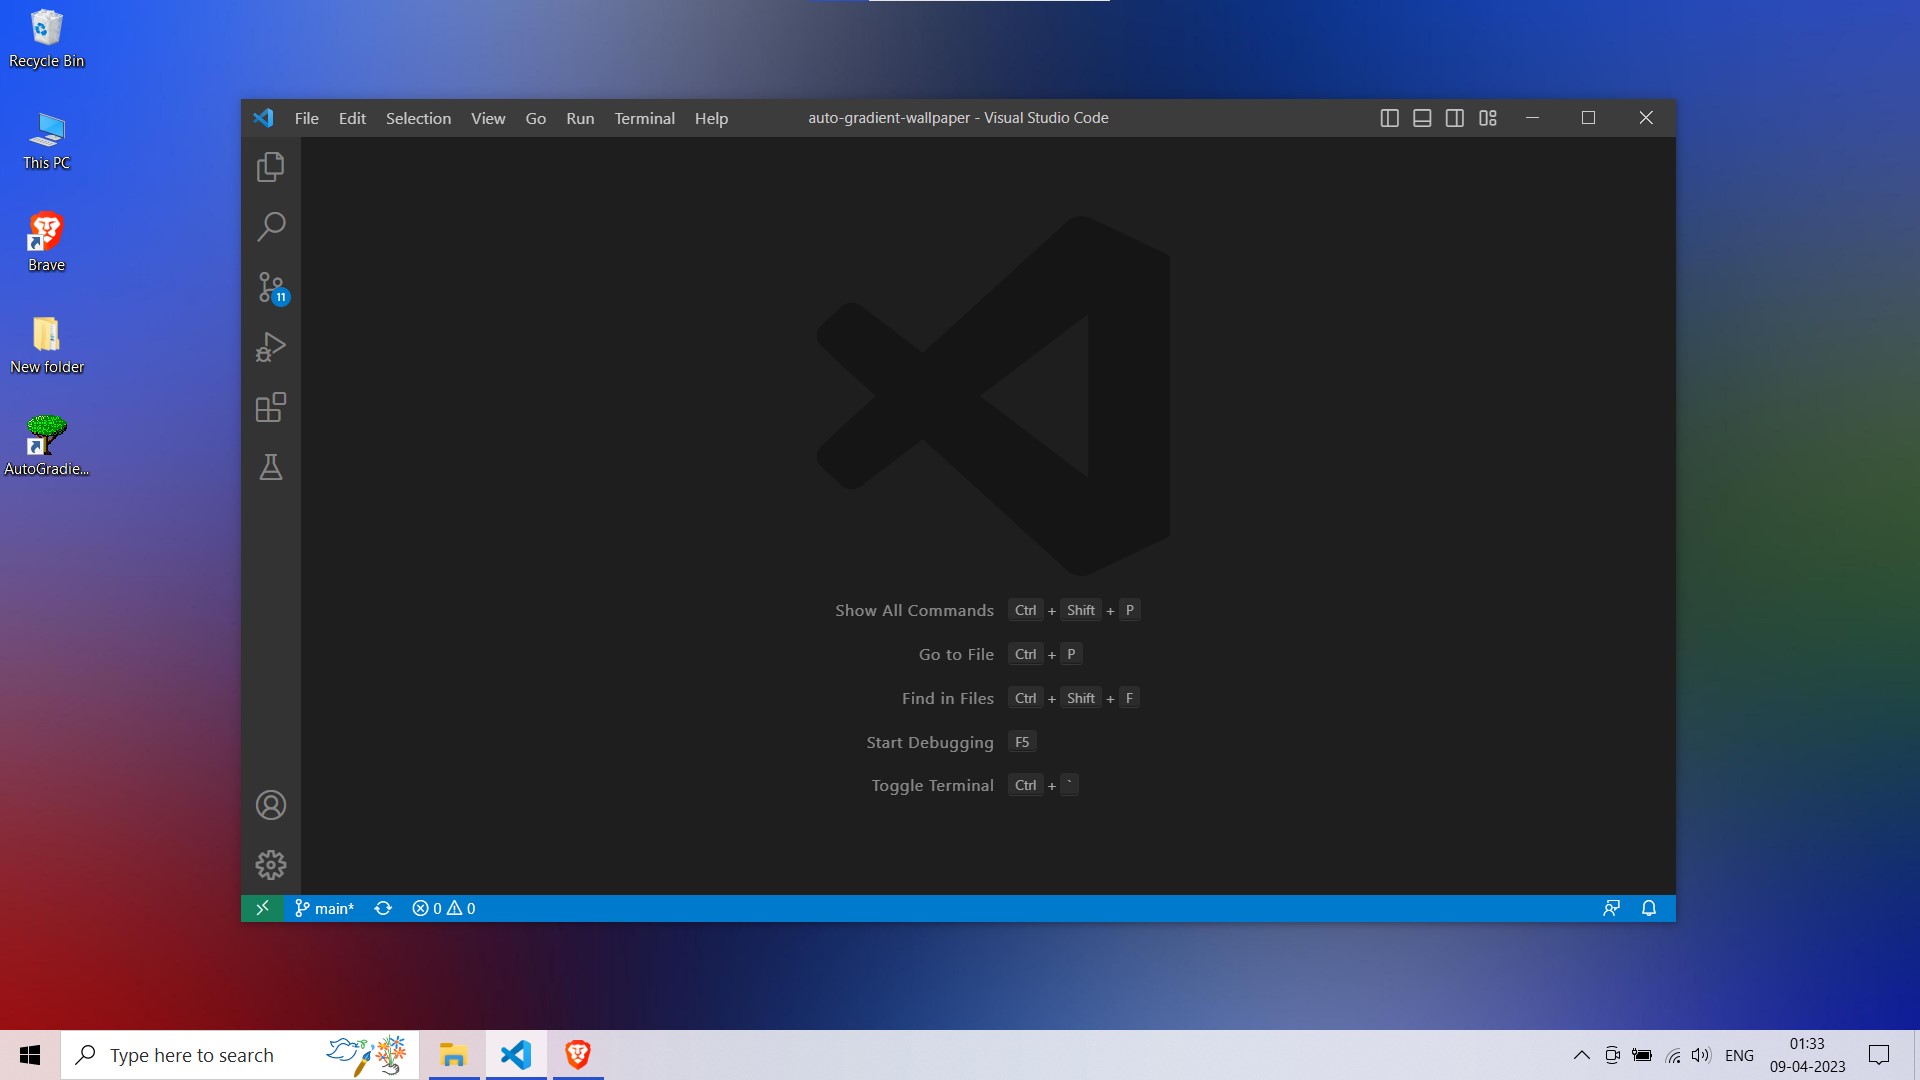 Recycle Bin
This PC
Brave
New folder
AutoGradie...
File Edit Selection View Go Run Terminal Help
auto-gradient-wallpaper - Visual Studio Code
11
Show All Commands Ctrl + Shift + P
Go to File Ctrl + P
Find in Files Ctrl + Shift + F
Start Debugging F5
Toggle Terminal Ctrl + `
main* 0 0
Type here to search
ENG
01:33
09-04-2023